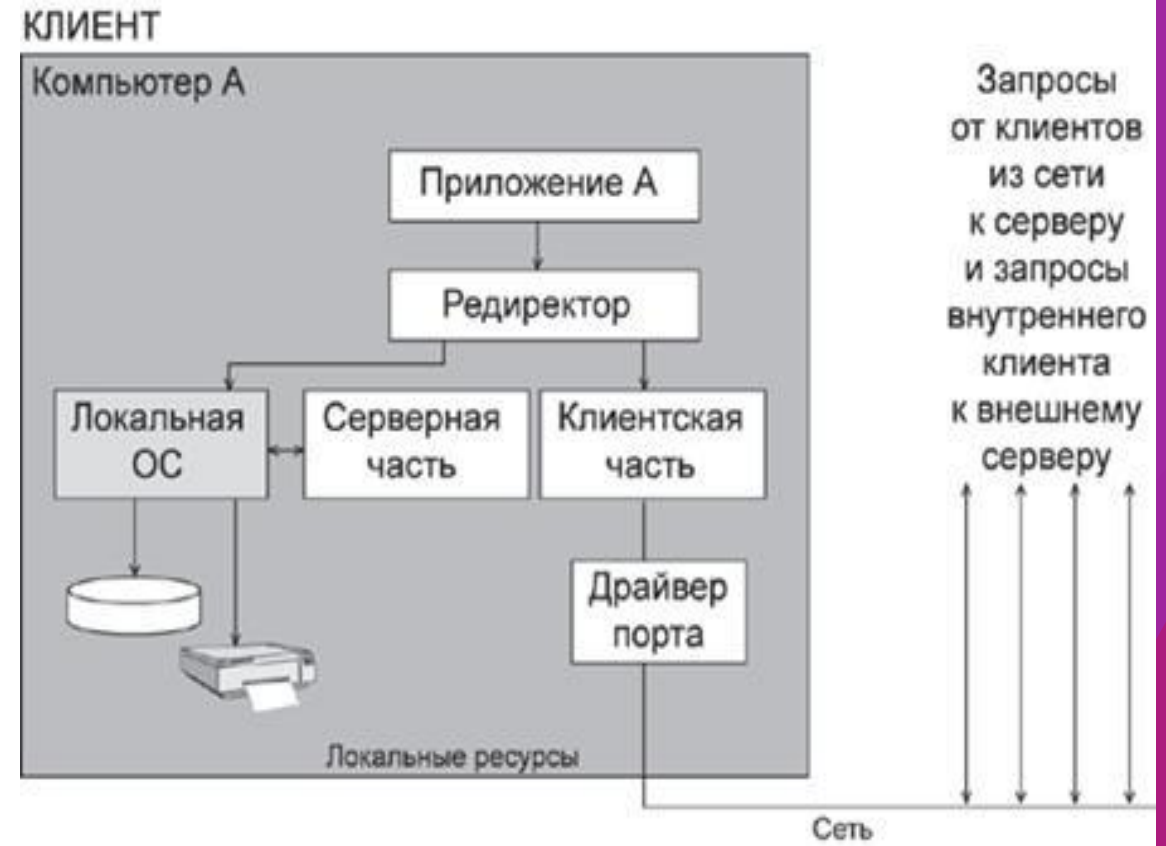 КЛИЕНТ
Компьютер А
Приложение А
Редиректор
Локальная
ОС
Серверная
часть
Клиентская
часть
Драйвер
порта
Локальные ресурсы
Сеть
Запросы
от клиентов
из сети
к серверу
и запросы
внутреннего
клиента
к внешнему
серверу